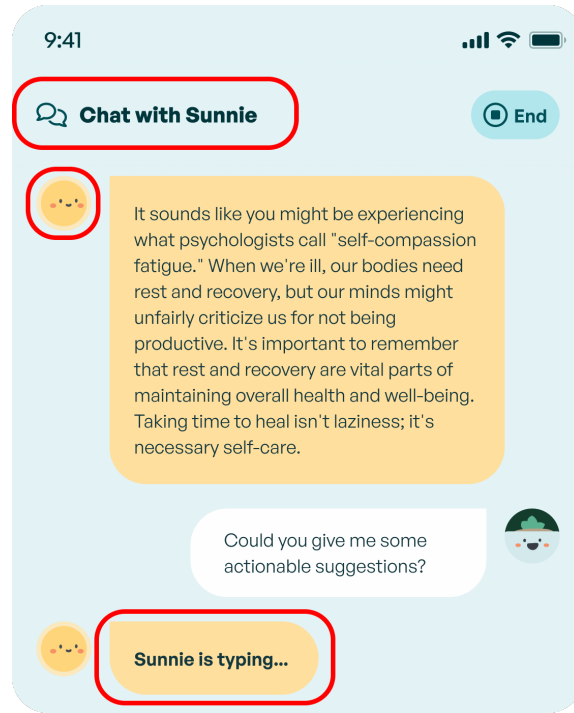 9:41
Chat with Sunnie
End
It sounds like you might be experiencing
what psychologists call "self-compassion
fatigue." When we're ill, our bodies need
rest and recovery, but our minds might
unfairly criticize us for not being
productive. It's important to remember
that rest and recovery are vital parts of
maintaining overall health and well-being.
Taking time to heal isn't laziness; it's
necessary self-care.
Could you give me some
actionable suggestions?
Sunnie is typing...